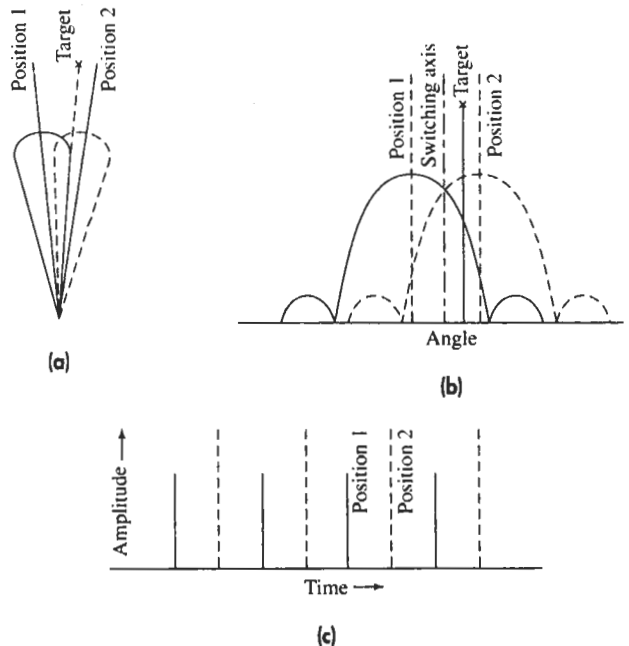 Position 1
Target
Position 2
(a)
Position 1
Switching axis
Target
Position 2
Angle
(b)
Amplitude
Position 1
Position 2
Time
(c)